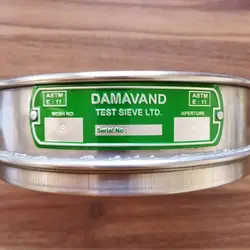 ASTM
E : 11
DAMAVAND
TEST SIEVE LTD.
ASTM
E : 11
MESH NO
Serial No :
APERTURE